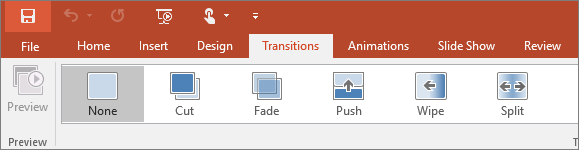 File Home Insert Design Transitions Animations Slide Show Review
Preview None Cut Fade Push Wipe Split
Preview T